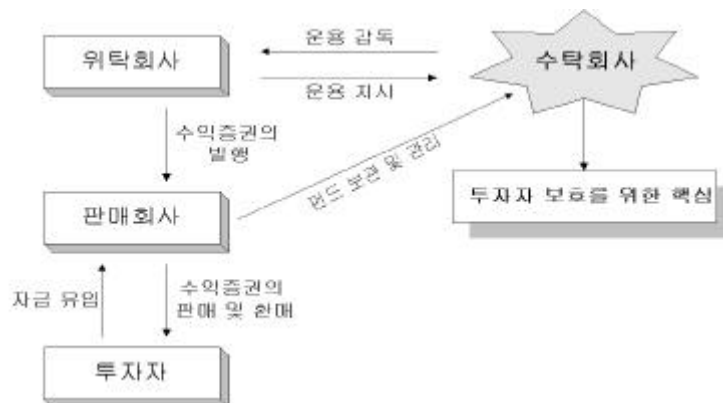 운용 감독
위탁회사
수탁회사
운용 지시
수익증권의
발행
펀드 보관 및 관리
투자자 보호를 위한 핵심
판매회사
자금 유입
수익증권의
판매 및 환매
투자자